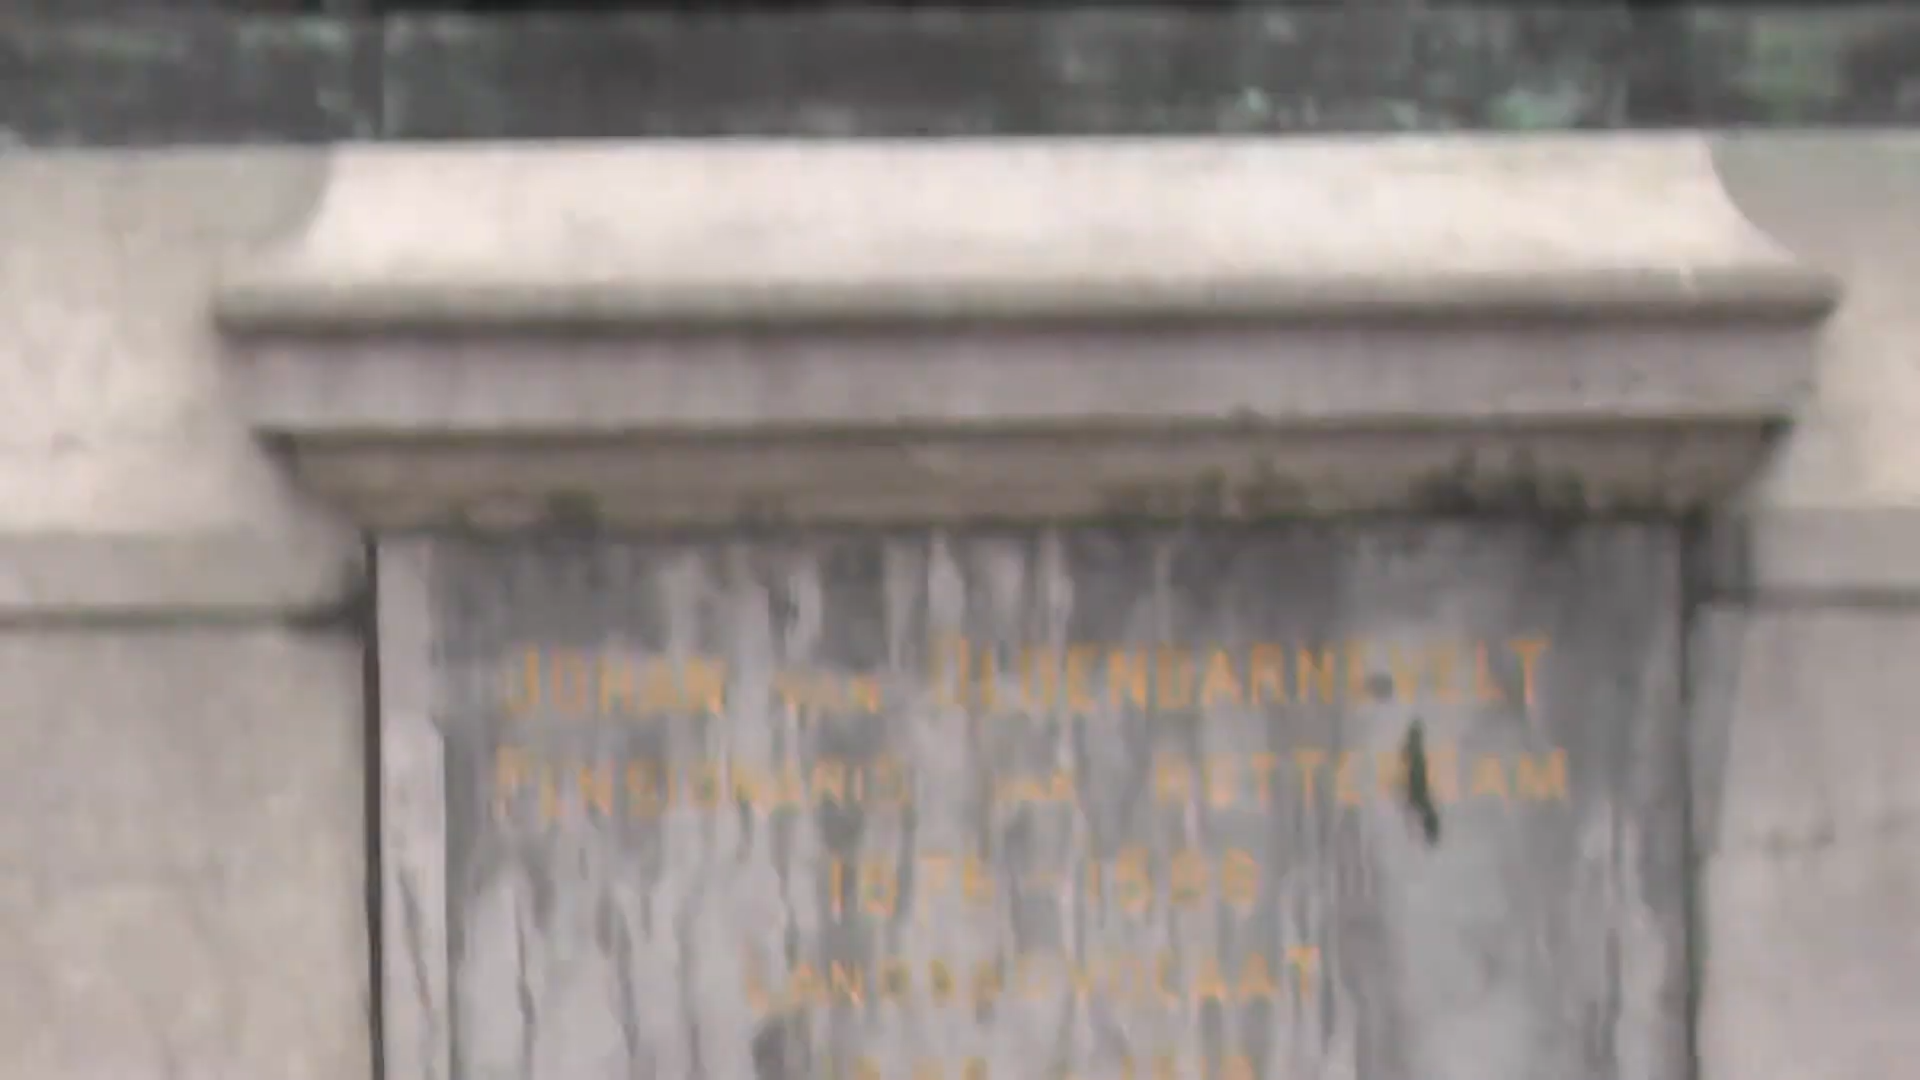 JOHAN VAN OLDENBARNEVELT
PENSIONARIS VAN ROTTERDAM
1576 - 1586
LANDSADVOCAAT